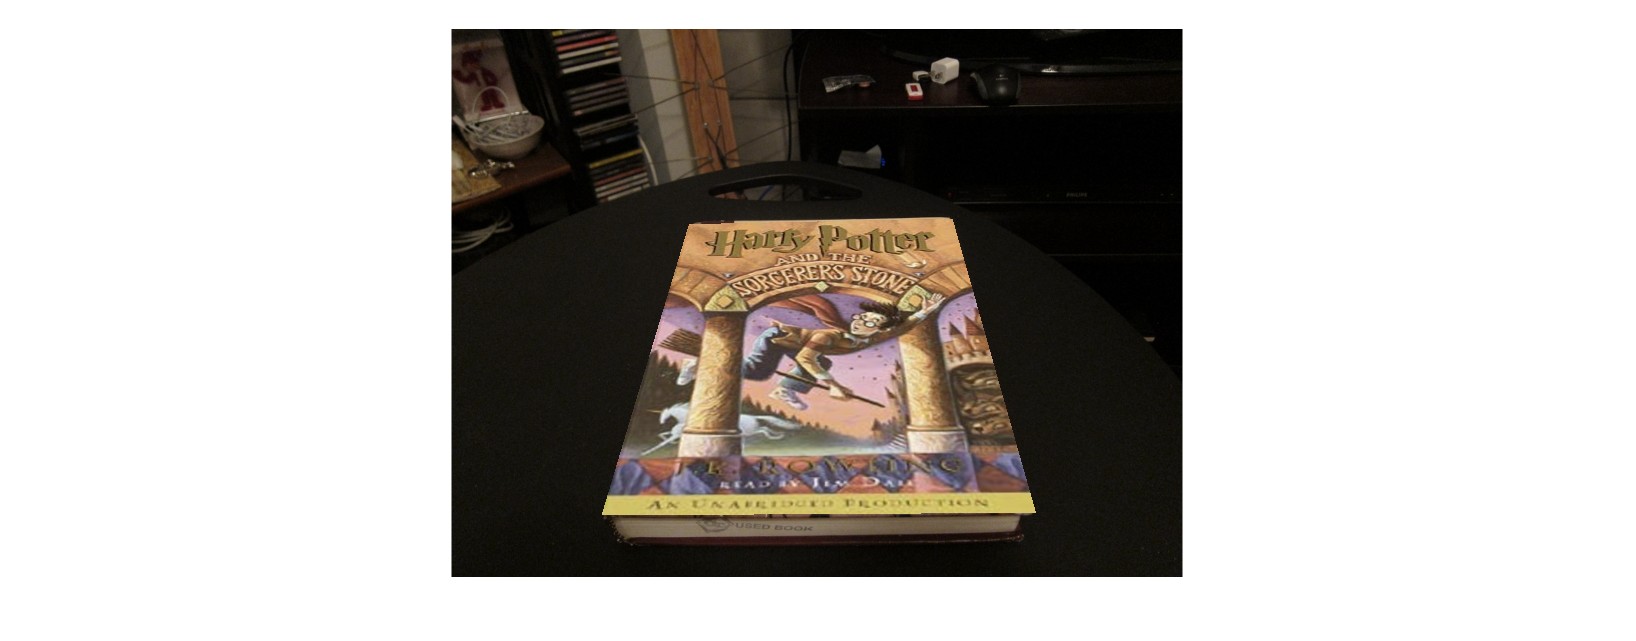 Harry Potter
AND THE
SORCERER'S STONE
J.K. ROWLING
READ BY JIM DALE
AN UNABRIDGED PRODUCTION
USED BOOK